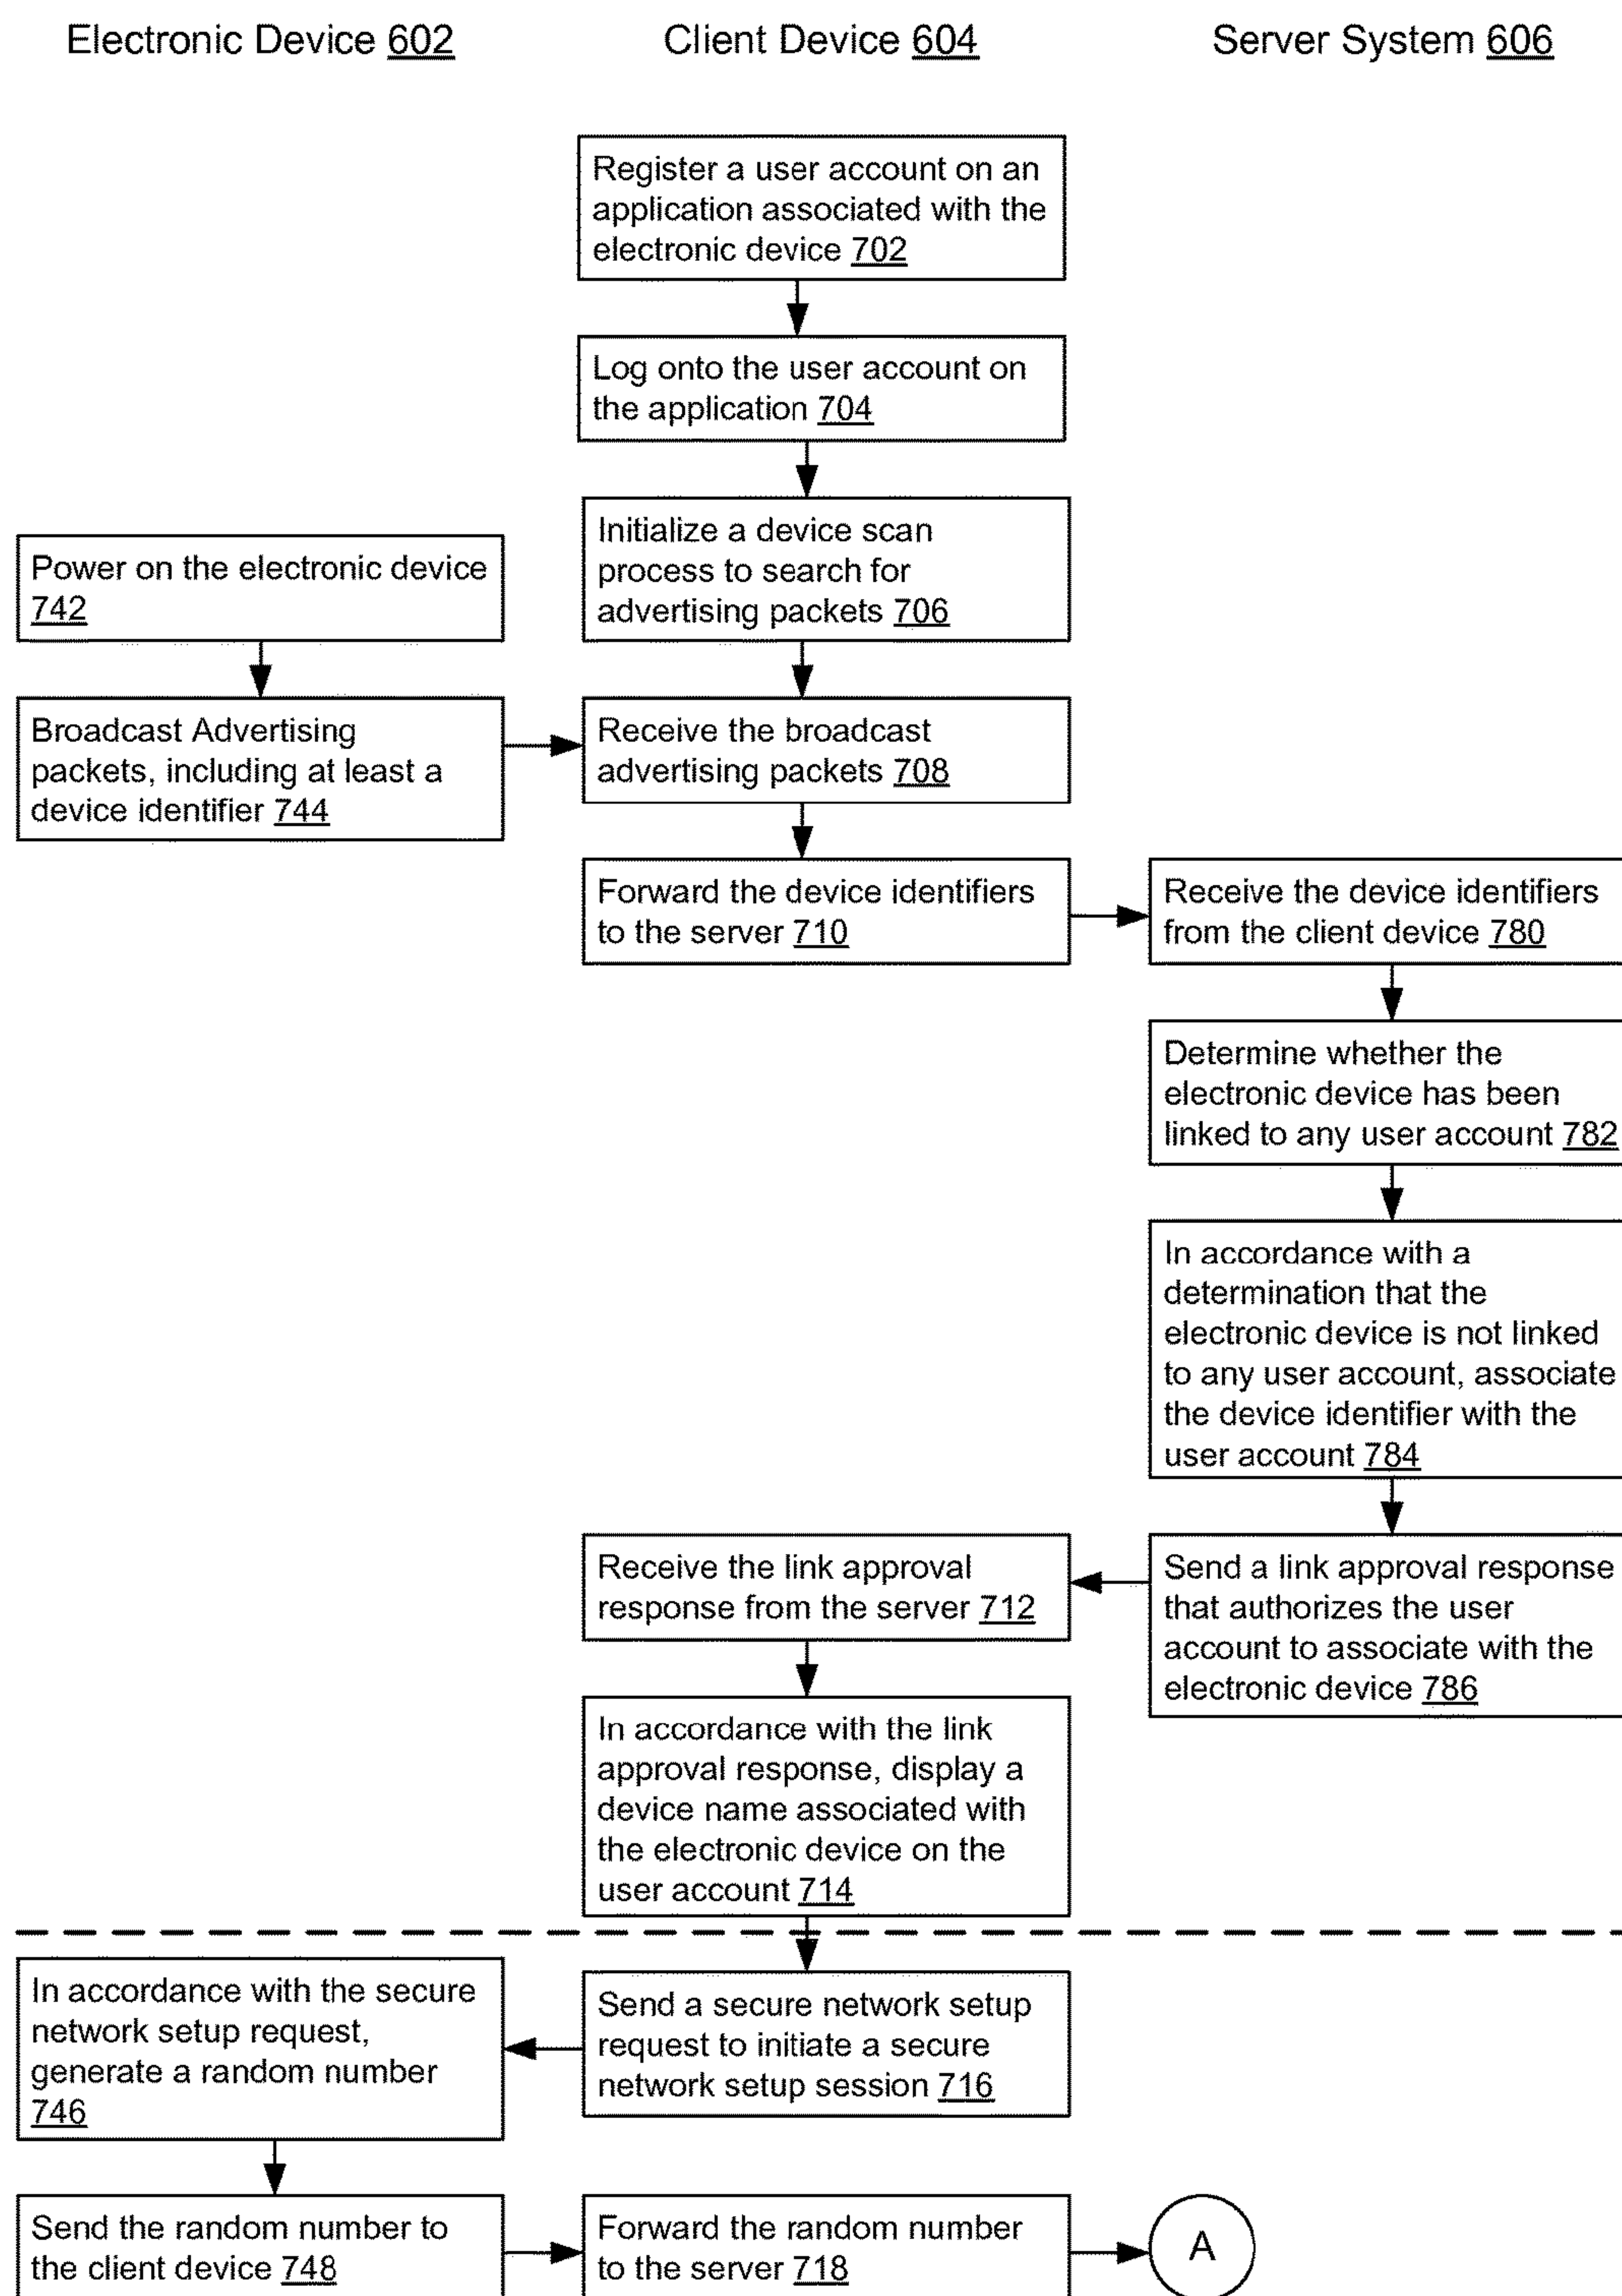 Electronic Device 602
Client Device 604
Server System 606
Register a user account on an
application associated with the
electronic device 702
Log onto the user account on
the application 704
Initialize a device scan
process to search for
advertising packets 706
Power on the electronic device
742
Broadcast Advertising
packets, including at least a
device identifier 744
Receive the broadcast
advertising packets 708
Forward the device identifiers
to the server 710
Receive the device identifiers
from the client device 780
Determine whether the
electronic device has been
linked to any user account 782
In accordance with a
determination that the
electronic device is not linked
to any user account, associate
the device identifier with the
user account 784
Send a link approval response
that authorizes the user
account to associate with the
electronic device 786
Receive the link approval
response from the server 712
In accordance with the link
approval response, display a
device name associated with
the electronic device on the
user account 714
Send a secure network setup
request to initiate a secure
network setup session 716
In accordance with the secure
network setup request,
generate a random number
746
Send the random number to
the client device 748
Forward the random number
to the server 718
A